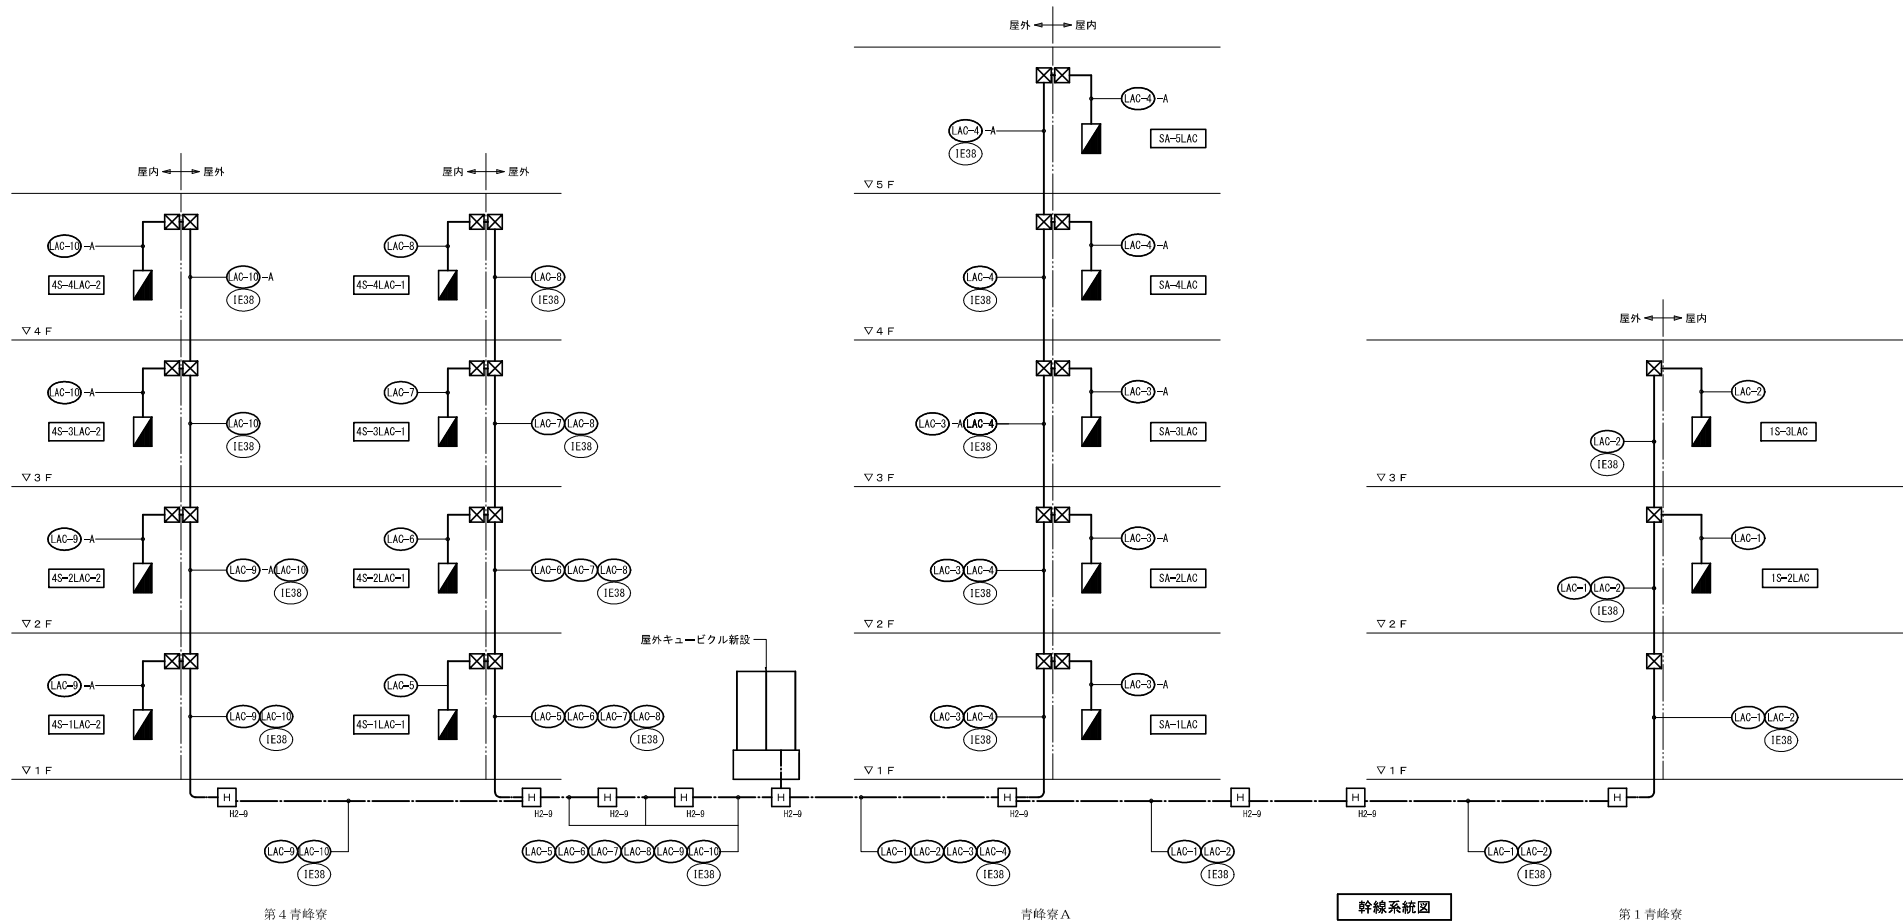 屋外 屋内
LAC-4 -A
LAC-4 -A
IE38
SA-5LAC
▽5F
屋内 屋外
屋内 屋外
LAC-10 -A
LAC-10 -A
IE38
4S-4LAC-2
LAC-8
LAC-8
IE38
4S-4LAC-1
LAC-4 -A
LAC-4
IE38
SA-4LAC
▽4F
▽4F
屋外 屋内
LAC-10 -A
LAC-10
IE38
4S-3LAC-2
LAC-7
LAC-7 LAC-8
IE38
4S-3LAC-1
LAC-3 -A
LAC-3 -A LAC-4
IE38
SA-3LAC
LAC-2
LAC-2
IE38
1S-3LAC
▽3F
▽3F
▽3F
LAC-9 -A
LAC-9 -A LAC-10
IE38
4S-2LAC-2
LAC-6
LAC-6 LAC-7 LAC-8
IE38
4S-2LAC-1
LAC-3 -A
LAC-3 LAC-4
IE38
SA-2LAC
LAC-1
LAC-1 LAC-2
IE38
1S-2LAC
▽2F
▽2F
▽2F
屋外キュービクル新設
LAC-9 -A
LAC-9 LAC-10
IE38
4S-1LAC-2
LAC-5
LAC-5 LAC-6 LAC-7 LAC-8
IE38
4S-1LAC-1
LAC-3 -A
LAC-3 LAC-4
IE38
SA-1LAC
LAC-1 LAC-2
IE38
▽1F
▽1F
▽1F
H H H H H H H H H
H2-9 H2-9 H2-9 H2-9 H2-9 H2-9 H2-9 H2-9
LAC-9 LAC-10
IE38
LAC-5 LAC-6 LAC-7 LAC-8 LAC-9 LAC-10
IE38
LAC-1 LAC-2 LAC-3 LAC-4
IE38
LAC-1 LAC-2
IE38
LAC-1 LAC-2
IE38
第4青峰寮
青峰寮A
幹線系統図
第1青峰寮